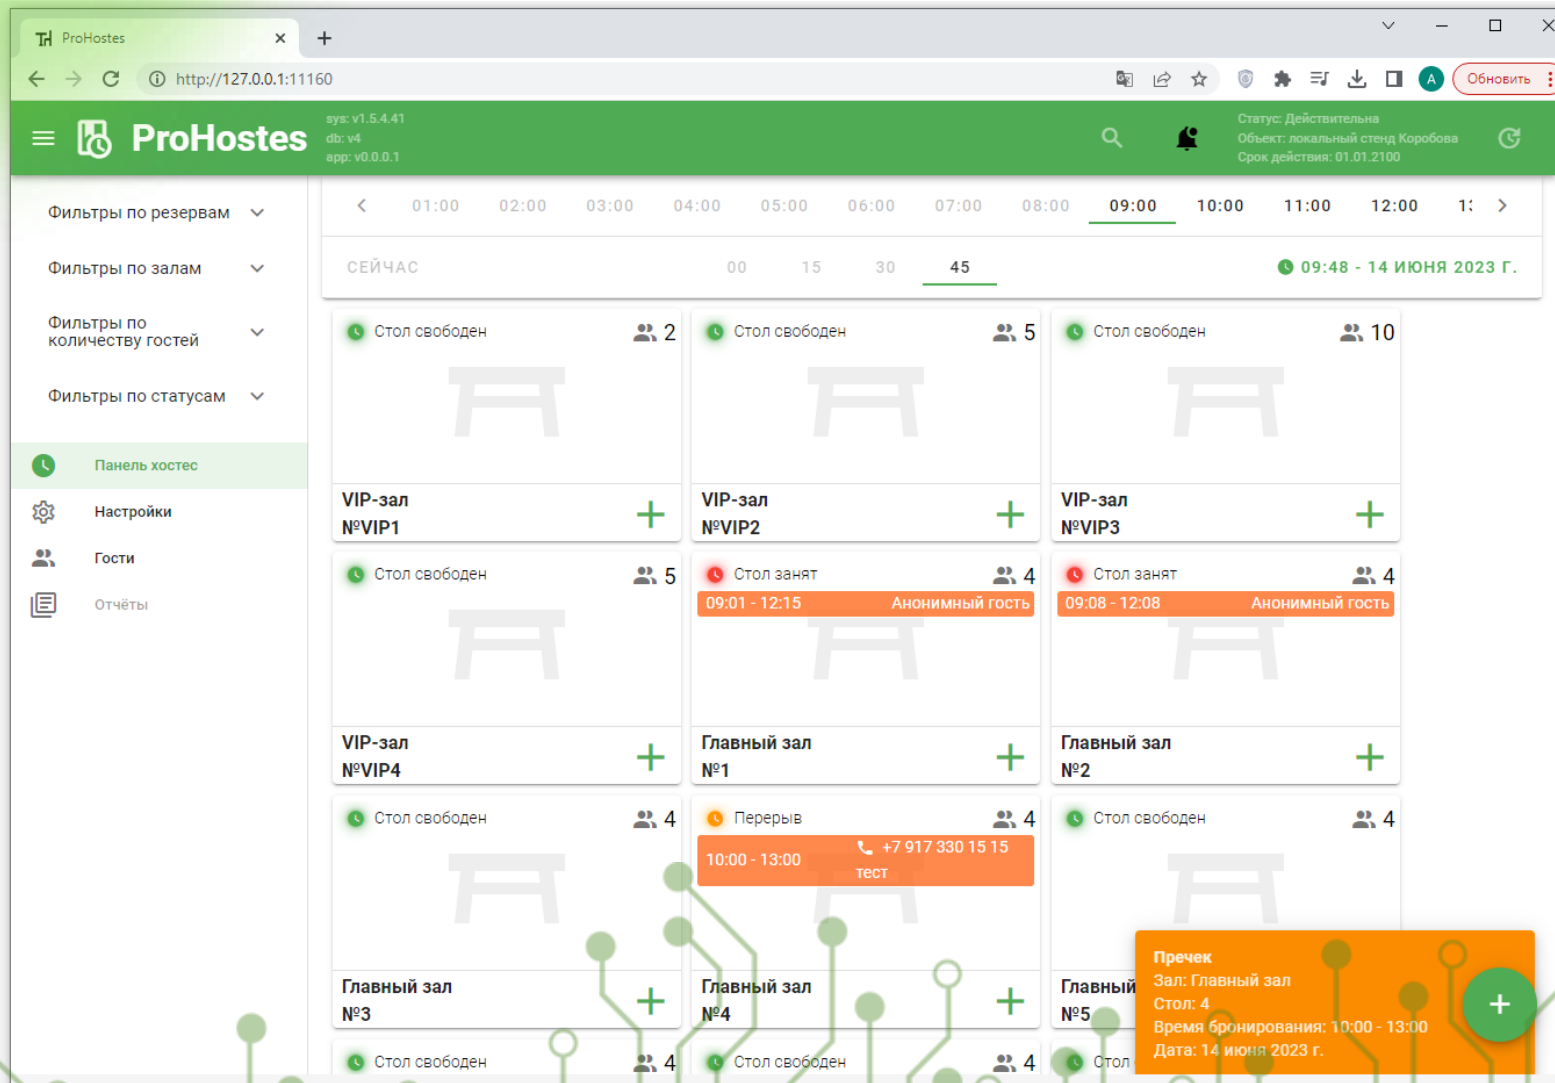 ProHostes
http://127.0.0.1:11160
A
Обновить
ProHostes
sys: v1.5.4.41
db: v4
app: v0.0.0.1
Статус: Действительна
Объект: локальный стенд Коробова
Срок действия: 01.01.2100
Фильтры по резервам
Фильтры по залам
Фильтры по
количеству гостей
Фильтры по статусам
Панель хостес
Настройки
Гости
Отчёты
01:00 02:00 03:00 04:00 05:00 06:00 07:00 08:00 09:00 10:00 11:00 12:00
СЕЙЧАС 00 15 30 45 09:48 - 14 ИЮНЯ 2023 Г.
Стол свободен 2
VIP-зал
№VIP1
Стол свободен 5
VIP-зал
№VIP2
Стол свободен 10
VIP-зал
№VIP3
Стол свободен 5
VIP-зал
№VIP4
Стол занят 4
09:01 - 12:15 Анонимный гость
Главный зал
№1
Стол занят 4
09:08 - 12:08 Анонимный гость
Главный зал
№2
Стол свободен 4
Главный зал
№3
Перерыв 4
10:00 - 13:00 +7 917 330 15 15
тест
Главный зал
№4
Стол свободен 4
Главный
№5
Стол свободен 4
Стол свободен 4
Стол
Пречек
Зал: Главный зал
Стол: 4
Время бронирования: 10:00 - 13:00
Дата: 14 июня 2023 г.